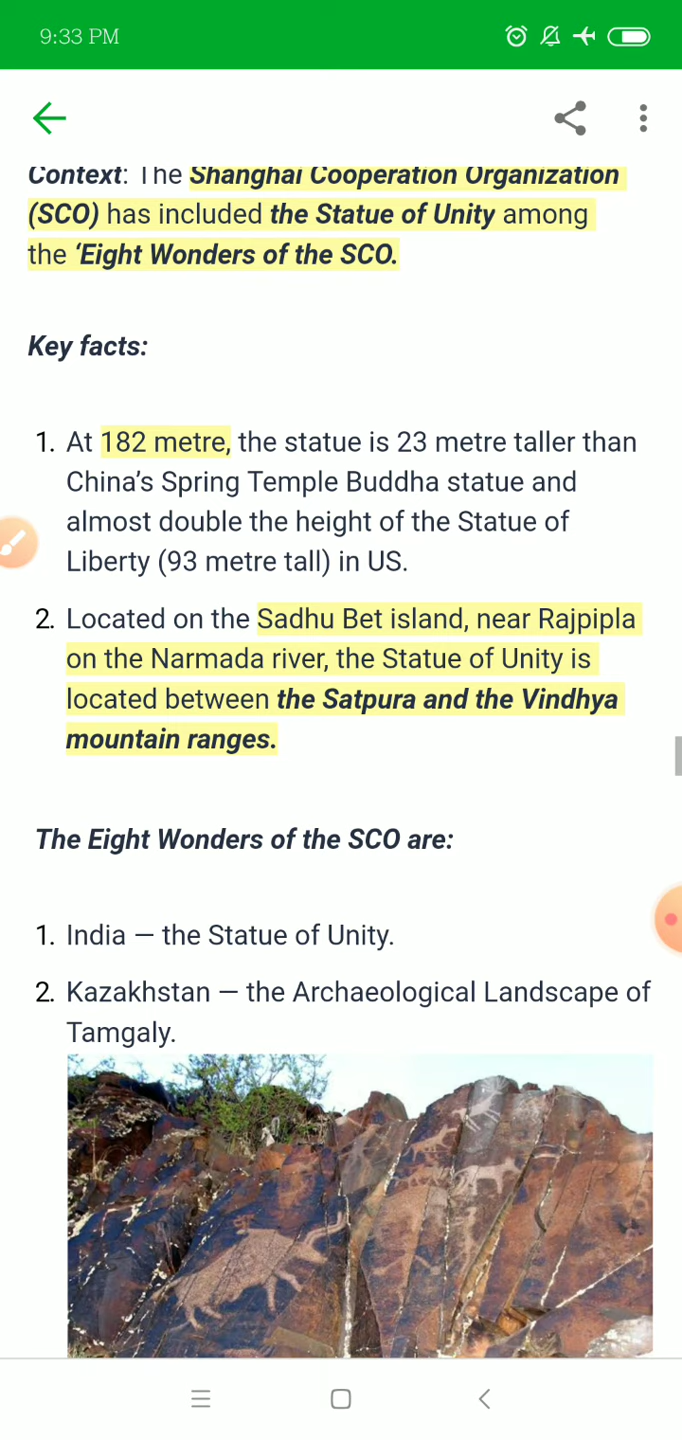 9:33 PM
Context: The Shanghai Cooperation Organization
(SCO) has included the Statue of Unity among
the ‘Eight Wonders of the SCO.
Key facts:
1. At 182 metre, the statue is 23 metre taller than
China’s Spring Temple Buddha statue and
almost double the height of the Statue of
Liberty (93 metre tall) in US.
2. Located on the Sadhu Bet island, near Rajpipla
on the Narmada river, the Statue of Unity is
located between the Satpura and the Vindhya
mountain ranges.
The Eight Wonders of the SCO are:
1. India — the Statue of Unity.
2. Kazakhstan — the Archaeological Landscape of
Tamgaly.